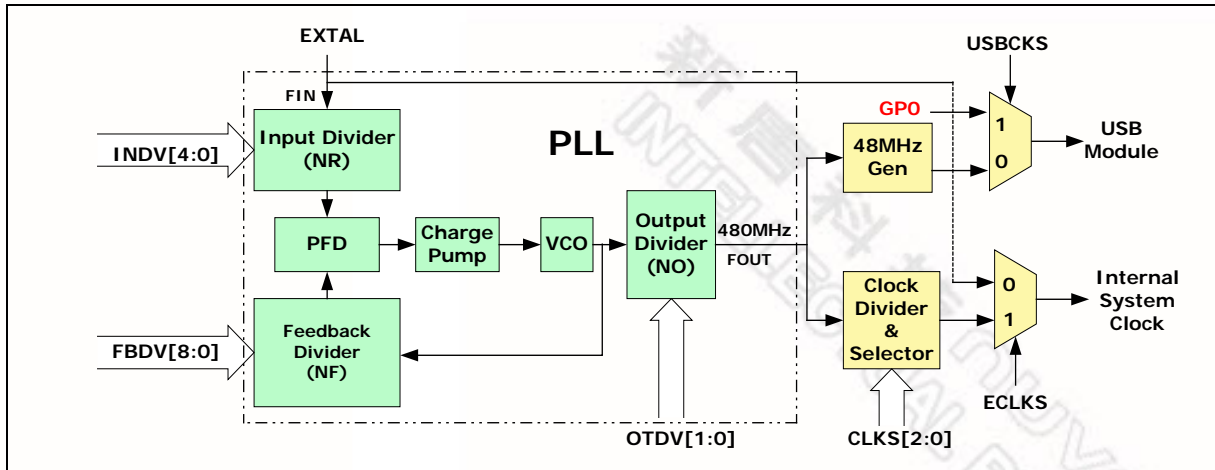 EXTAL
USBCKS
FIN
INDV[4:0]
Input Divider
(NR)
PLL
GP0
1
0
48MHz
Gen
USB
Module
PFD
Charge
Pump
VCO
Output
Divider
(NO)
480MHz
FOUT
FBDV[8:0]
Feedback
Divider
(NF)
Clock
Divider
&
Selector
0
1
Internal
System
Clock
OTDV[1:0]
CLKS[2:0]
ECLKS